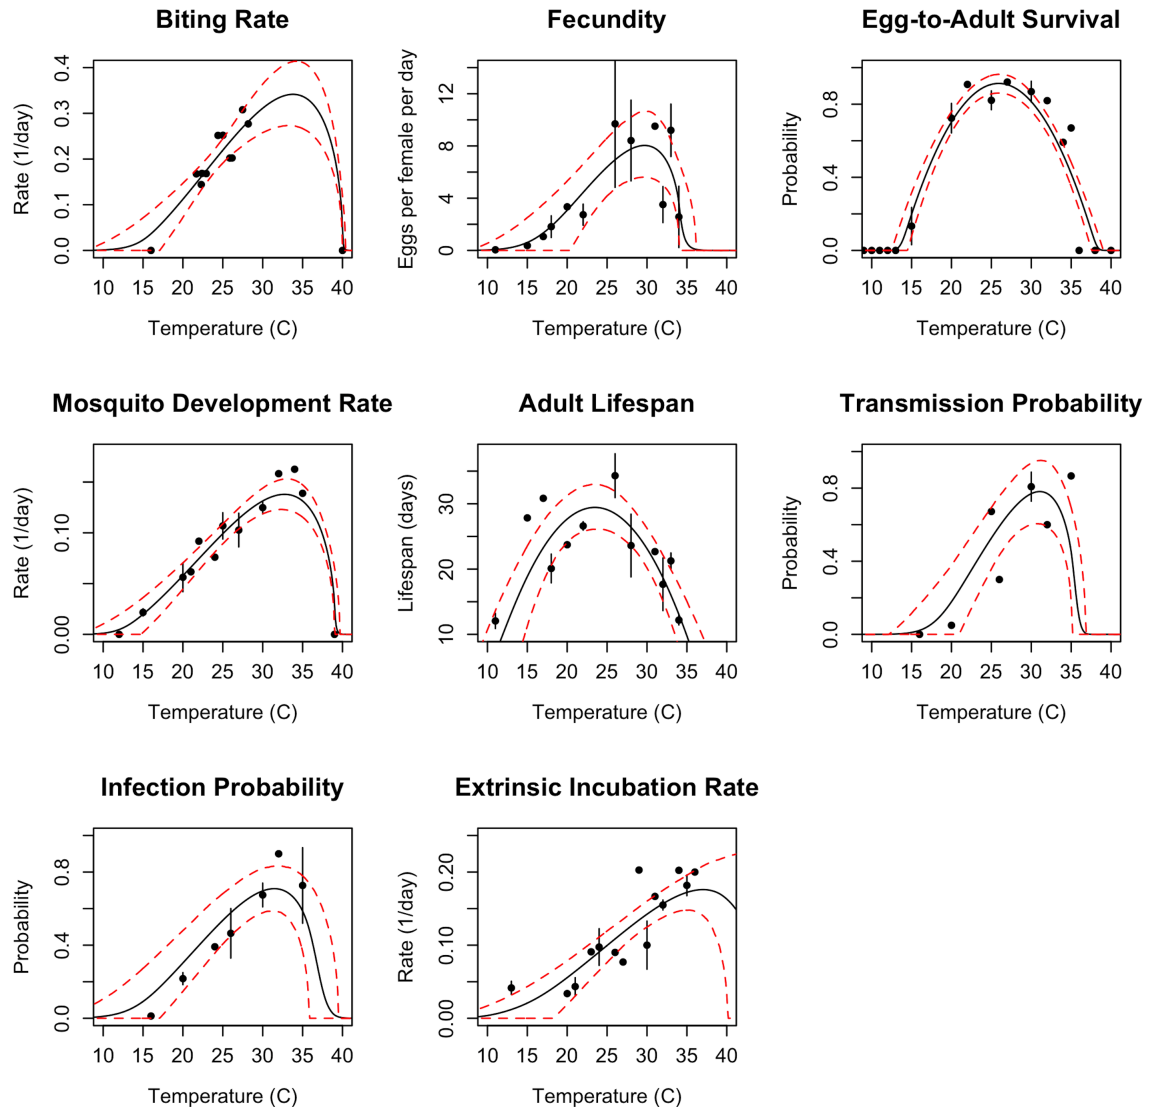 Biting Rate
Rate (1/day)
0.0 0.1 0.2 0.3 0.4
10 15 20 25 30 35 40
Temperature (C)
Fecundity
Eggs per female per day
0 4 8 12
10 15 20 25 30 35 40
Temperature (C)
Egg-to-Adult Survival
Probability
0.0 0.4 0.8
10 15 20 25 30 35 40
Temperature (C)
Mosquito Development Rate
Rate (1/day)
0.00 0.10
10 15 20 25 30 35 40
Temperature (C)
Adult Lifespan
Lifespan (days)
10 20 30
10 15 20 25 30 35 40
Temperature (C)
Transmission Probability
Probability
0.0 0.4 0.8
10 15 20 25 30 35 40
Temperature (C)
Infection Probability
Probability
0.0 0.4 0.8
10 15 20 25 30 35 40
Temperature (C)
Extrinsic Incubation Rate
Rate (1/day)
0.00 0.10 0.20
10 15 20 25 30 35 40
Temperature (C)